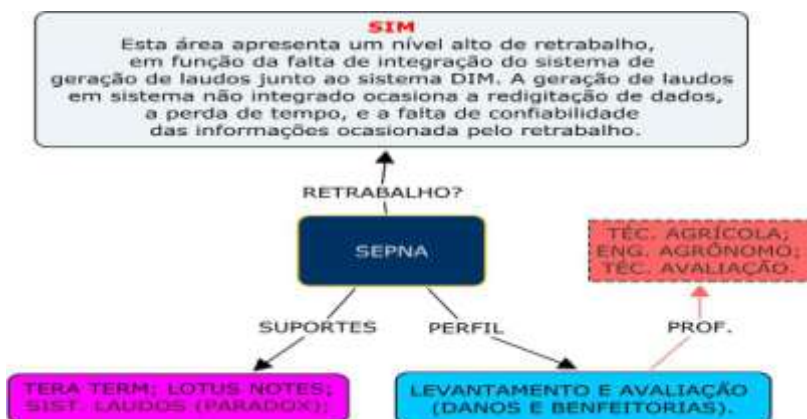 SIM
Esta área apresenta um nível alto de retrabalho,
em função da falta de integração do sistema de
geração de laudos junto ao sistema DIM. A geração de laudos
em sistema não integrado ocasiona a redigitação de dados,
a perda de tempo, e a falta de confiabilidade
das informações ocasionada pelo retrabalho.
RETRABALHO?
SEPNA
TÉC. AGRÍCOLA;
ENG. AGRÔNOMO;
TÉC. AVALIAÇÃO.
SUPORTES
PERFIL
PROF.
TERA TERM; LOTUS NOTES;
SIST. LAUDOS (PARADOX);
LEVANTAMENTO E AVALIAÇÃO
(DANOS E BENFEITORIAS).